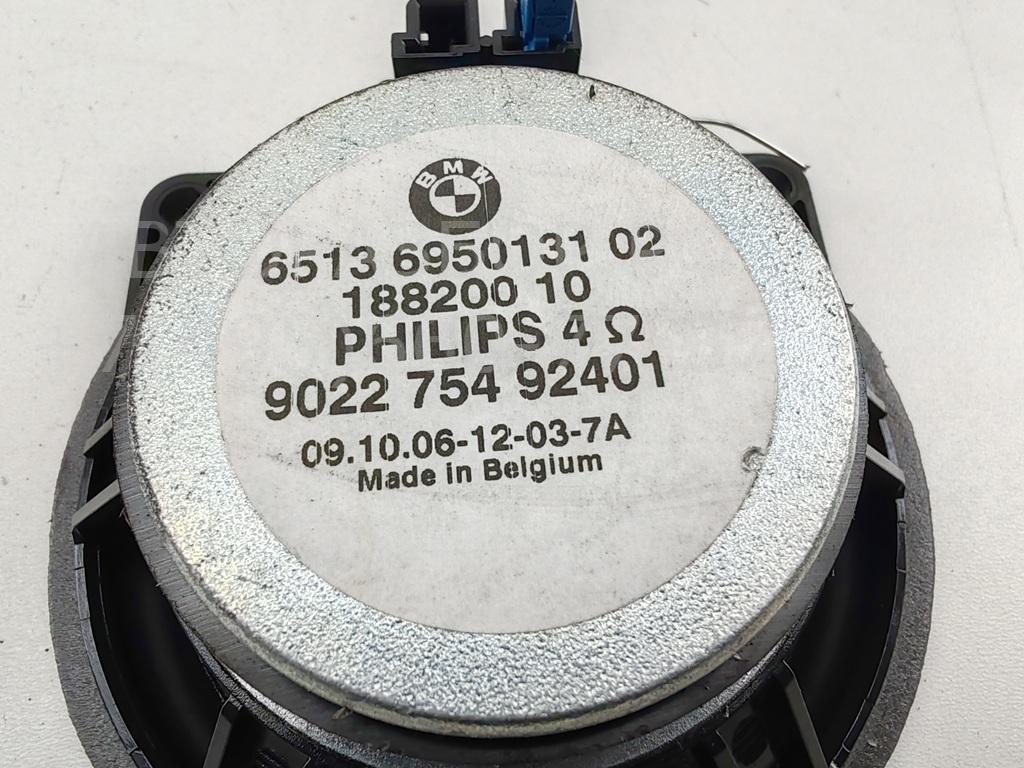 BMW
6513 6950131 02
188200 10
PHILIPS 4 Ω
9022 754 92401
09.10.06-12-03-7A
Made in Belgium